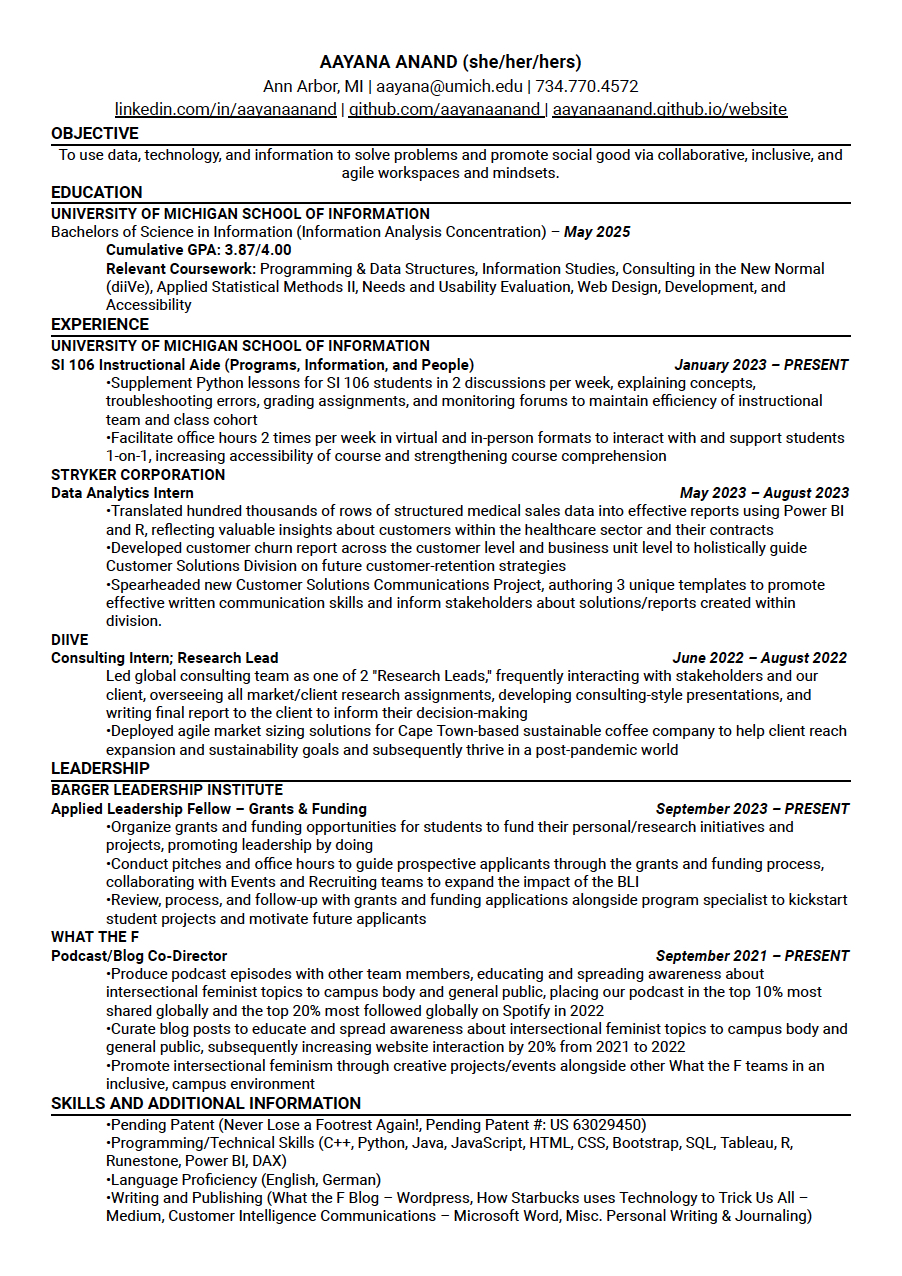 AAYANA ANAND (she/her/hers)
Ann Arbor, MI | aayana@umich.edu | 734.770.4572
linkedin.com/in/aayanaanand | github.com/aayanaanand | aayanaanand.github.io/website
OBJECTIVE
To use data, technology, and information to solve problems and promote social good via collaborative, inclusive, and
agile workspaces and mindsets.
EDUCATION
UNIVERSITY OF MICHIGAN SCHOOL OF INFORMATION
Bachelors of Science in Information (Information Analysis Concentration) – May 2025
Cumulative GPA: 3.87/4.00
Relevant Coursework: Programming & Data Structures, Information Studies, Consulting in the New Normal
(diiVe), Applied Statistical Methods II, Needs and Usability Evaluation, Web Design, Development, and
Accessibility
EXPERIENCE
UNIVERSITY OF MICHIGAN SCHOOL OF INFORMATION
SI 106 Instructional Aide (Programs, Information, and People) January 2023 – PRESENT
•Supplement Python lessons for SI 106 students in 2 discussions per week, explaining concepts,
troubleshooting errors, grading assignments, and monitoring forums to maintain efficiency of instructional
team and class cohort
•Facilitate office hours 2 times per week in virtual and in-person formats to interact with and support students
1-on-1, increasing accessibility of course and strengthening course comprehension
STRYKER CORPORATION
Data Analytics Intern May 2023 – August 2023
•Translated hundred thousands of rows of structured medical sales data into effective reports using Power BI
and R, reflecting valuable insights about customers within the healthcare sector and their contracts
•Developed customer churn report across the customer level and business unit level to holistically guide
Customer Solutions Division on future customer-retention strategies
•Spearheaded new Customer Solutions Communications Project, authoring 3 unique templates to promote
effective written communication skills and inform stakeholders about solutions/reports created within
division.
DIIVE
Consulting Intern; Research Lead June 2022 – August 2022
Led global consulting team as one of 2 "Research Leads," frequently interacting with stakeholders and our
client, overseeing all market/client research assignments, developing consulting-style presentations, and
writing final report to the client to inform their decision-making
•Deployed agile market sizing solutions for Cape Town-based sustainable coffee company to help client reach
expansion and sustainability goals and subsequently thrive in a post-pandemic world
LEADERSHIP
BARGER LEADERSHIP INSTITUTE
Applied Leadership Fellow – Grants & Funding September 2023 – PRESENT
•Organize grants and funding opportunities for students to fund their personal/research initiatives and
projects, promoting leadership by doing
•Conduct pitches and office hours to guide prospective applicants through the grants and funding process,
collaborating with Events and Recruiting teams to expand the impact of the BLI
•Review, process, and follow-up with grants and funding applications alongside program specialist to kickstart
student projects and motivate future applicants
WHAT THE F
Podcast/Blog Co-Director September 2021 – PRESENT
•Produce podcast episodes with other team members, educating and spreading awareness about
intersectional feminist topics to campus body and general public, placing our podcast in the top 10% most
shared globally and the top 20% most followed globally on Spotify in 2022
•Curate blog posts to educate and spread awareness about intersectional feminist topics to campus body and
general public, subsequently increasing website interaction by 20% from 2021 to 2022
•Promote intersectional feminism through creative projects/events alongside other What the F teams in an
inclusive, campus environment
SKILLS AND ADDITIONAL INFORMATION
•Pending Patent (Never Lose a Footrest Again!, Pending Patent #: US 63029450)
•Programming/Technical Skills (C++, Python, Java, JavaScript, HTML, CSS, Bootstrap, SQL, Tableau, R,
Runestone, Power BI, DAX)
•Language Proficiency (English, German)
•Writing and Publishing (What the F Blog – Wordpress, How Starbucks uses Technology to Trick Us All –
Medium, Customer Intelligence Communications – Microsoft Word, Misc. Personal Writing & Journaling)